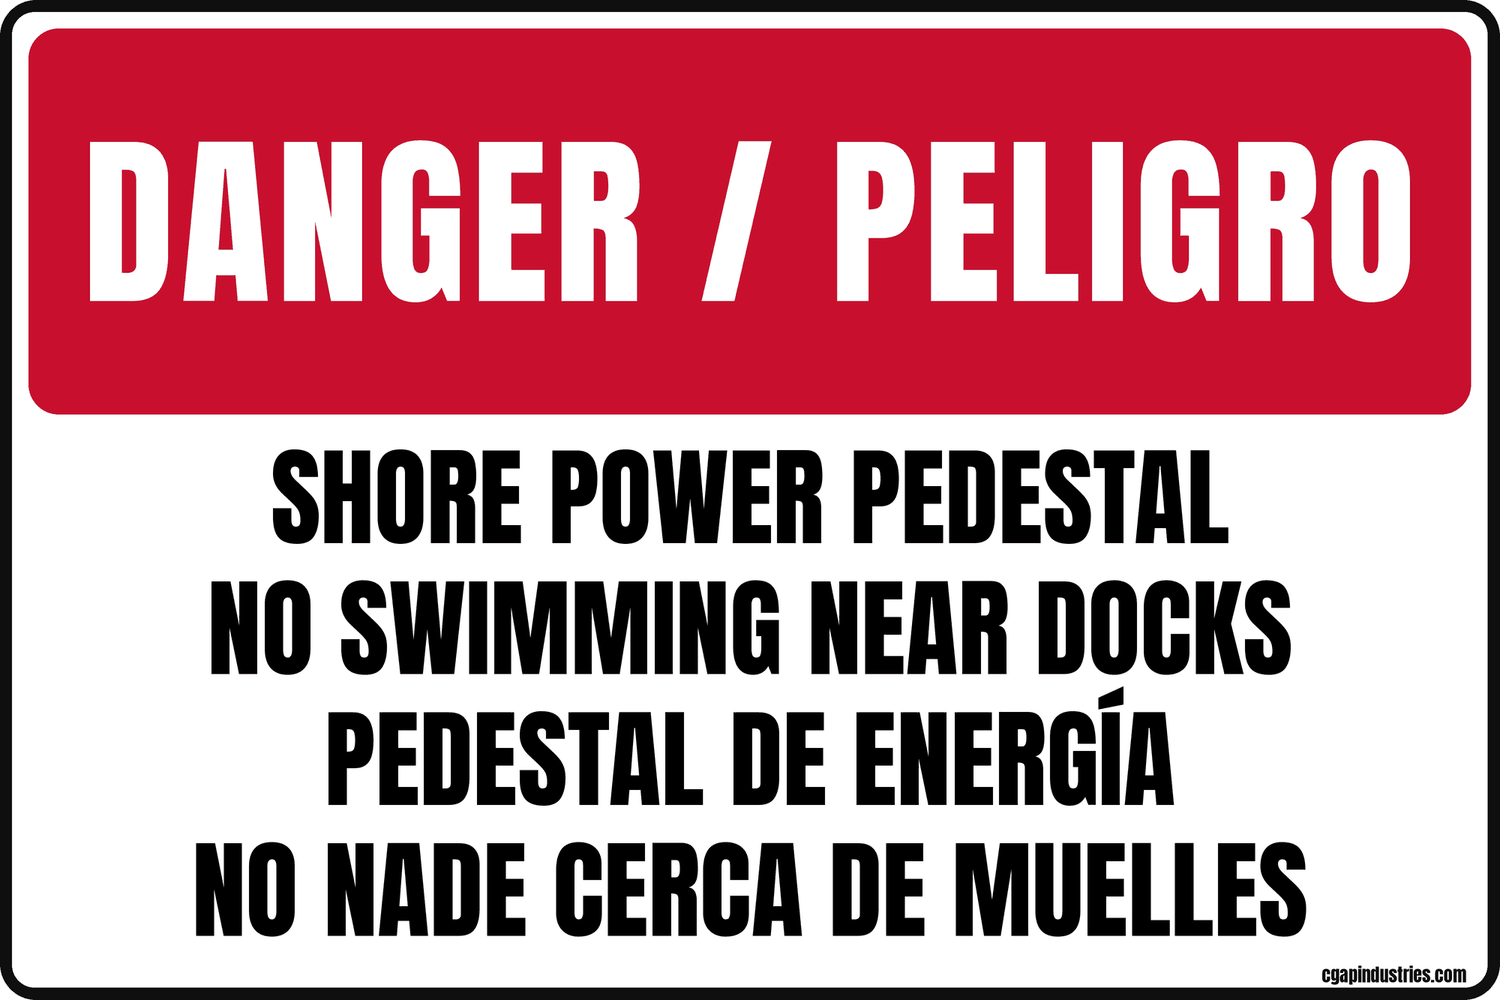 DANGER / PELIGRO
SHORE POWER PEDESTAL
NO SWIMMING NEAR DOCKS
PEDESTAL DE ENERGÍA
NO NADE CERCA DE MUELLES
cgapindustries.com